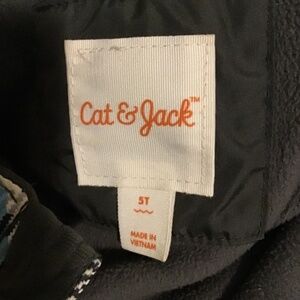 Cat & Jack™
5T
MADE IN
VIETNAM